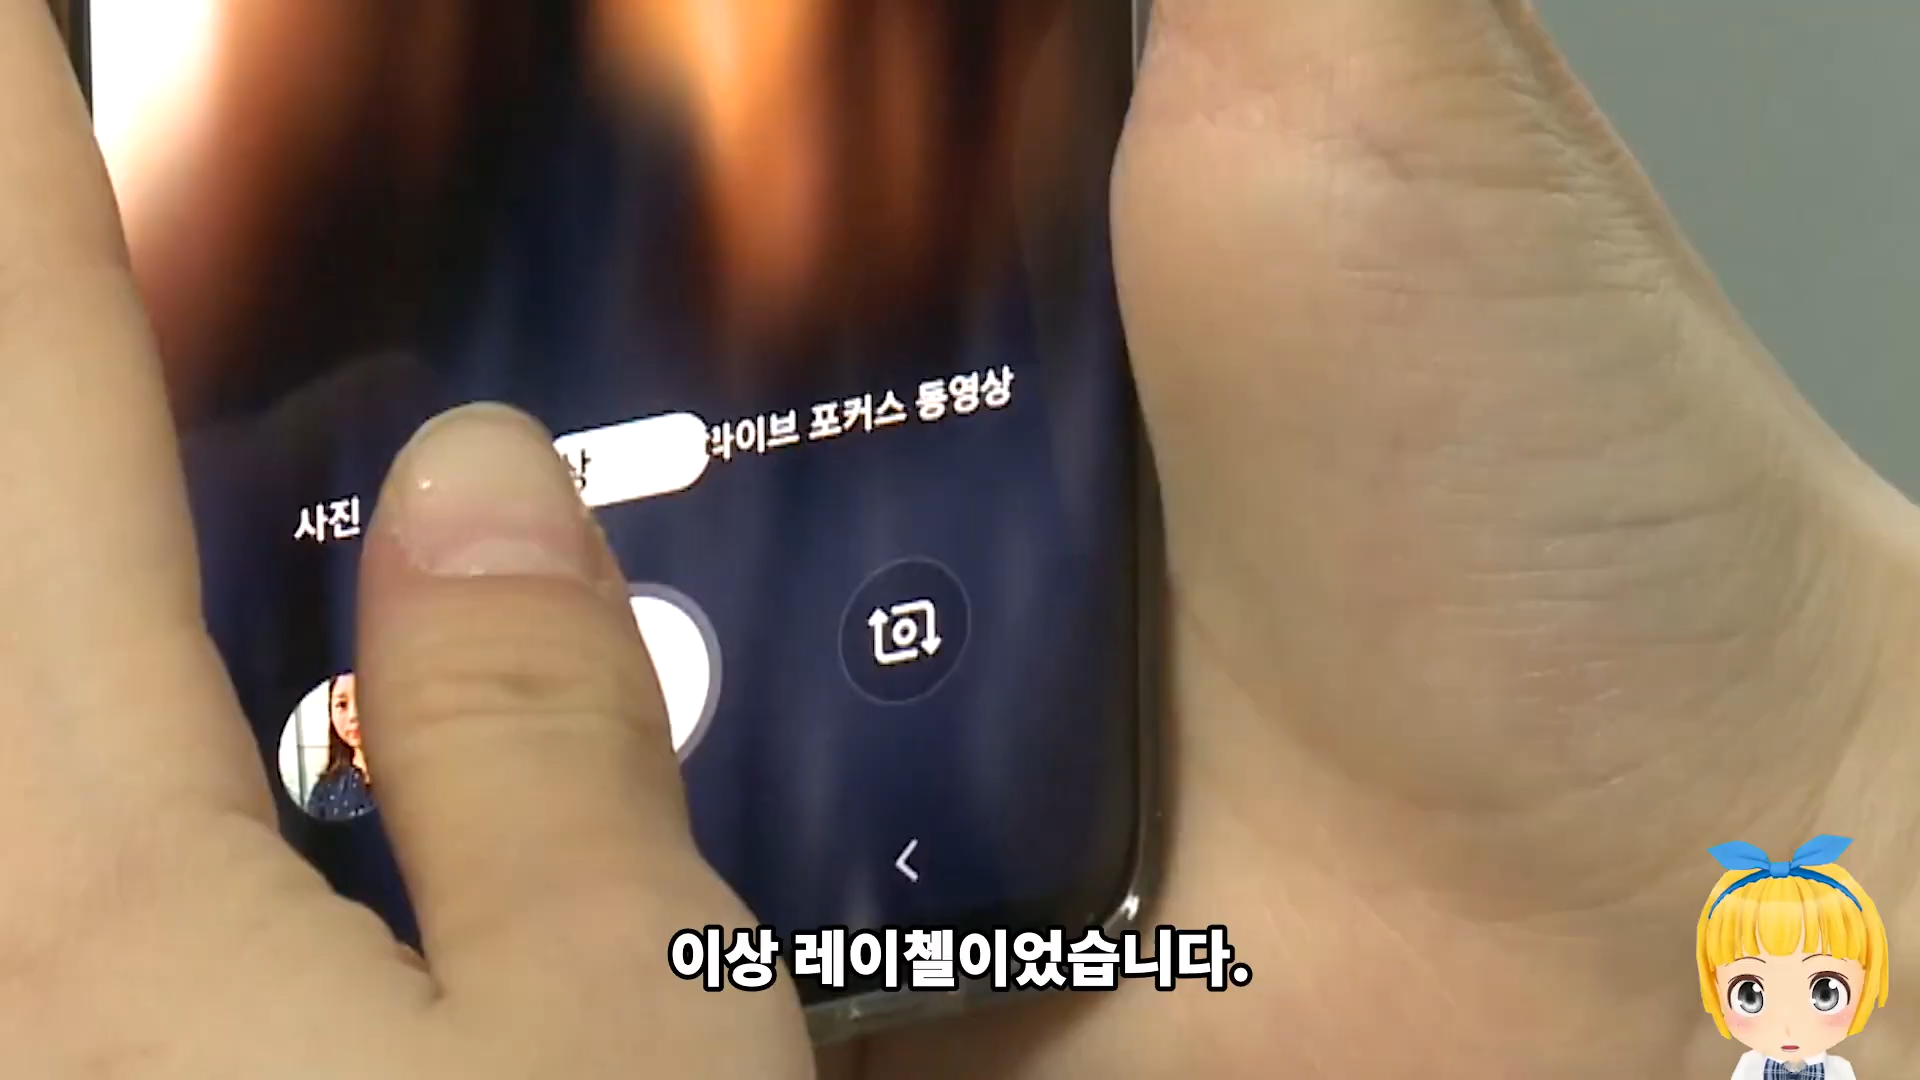 사진
상
라이브 포커스 동영상
이상 레이첼이었습니다.